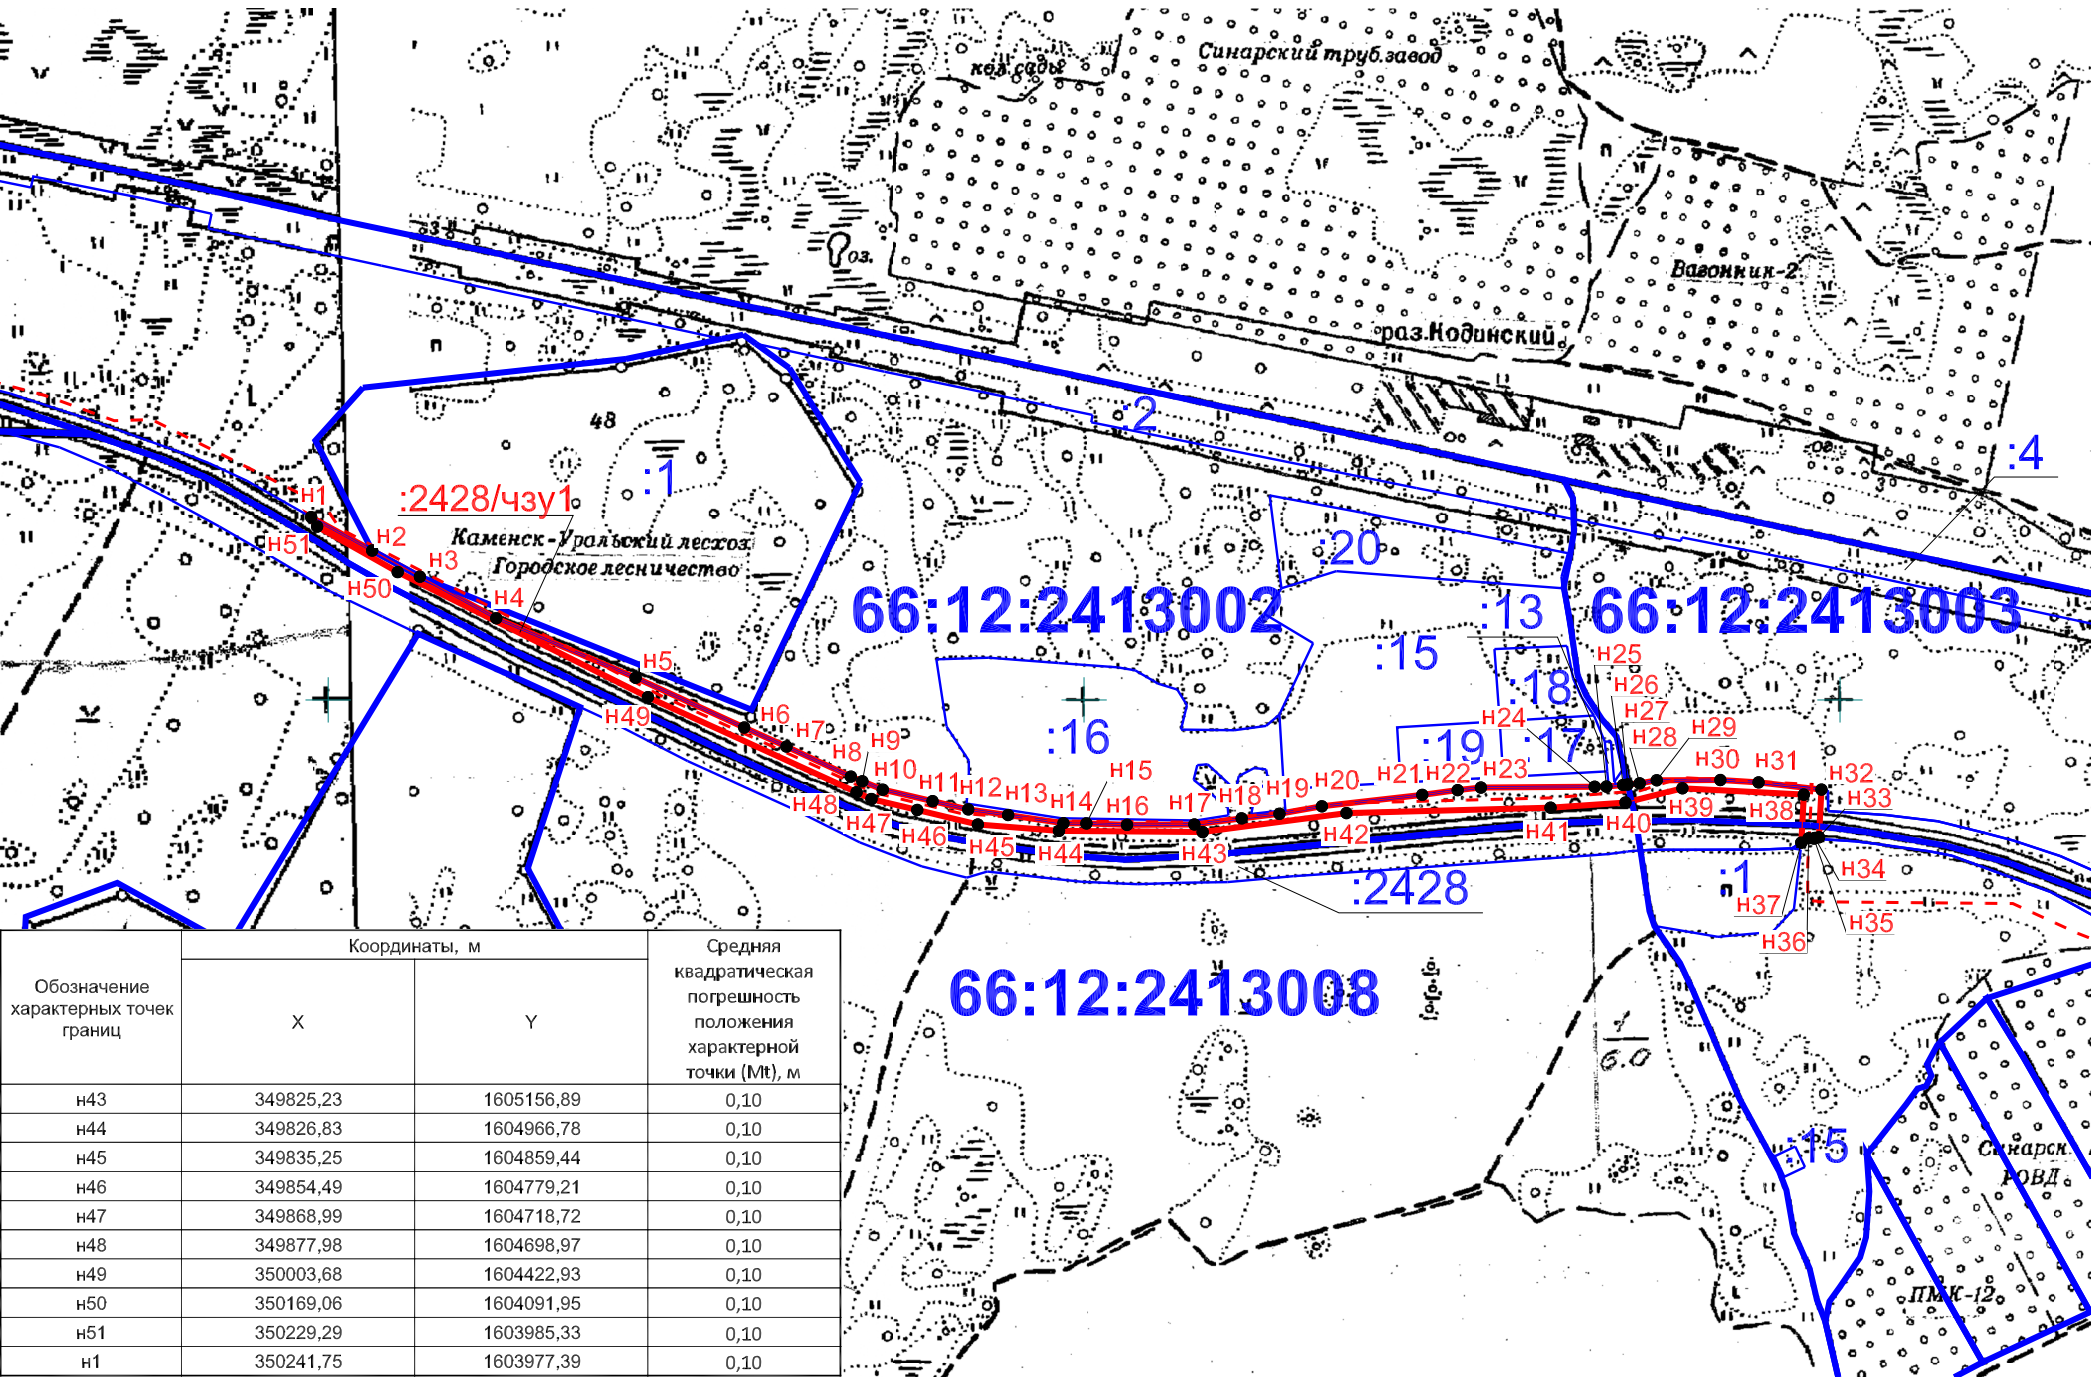 кол.сады
Синарский труб.завод
оз.
Вагонник-2
раз.Кодинский
:2
:4
48
:1
:2428/чзу1
Каменск-Уральский лесхоз
Городское лесничество
:20
66:12:2413002
66:12:2413003
:13
:15
:18
:16
:19
:17
н1
н51
н2
н3
н50
н4
н5
н49
н6
н7
н8
н9
н10
н11
н12
н13
н14
н15
н16
н17
н18
н19
н20
н21
н22
н23
н24
н25
н26
н27
н28
н29
н30
н31
н32
н33
н48
н47
н46
н45
н44
н43
н42
н41
н40
н39
н38
н34
н35
н36
н37
:2428
:1
66:12:2413008
6.0
:15
РОВД
ПМК-12
Обозначение характерных точек границ
Координаты, м
X
Y
Средняя квадратическая погрешность положения характерной точки (Mt), м
н43 349825,23 1605156,89 0,10
н44 349826,83 1604966,78 0,10
н45 349835,25 1604859,44 0,10
н46 349854,49 1604779,21 0,10
н47 349868,99 1604718,72 0,10
н48 349877,98 1604698,97 0,10
н49 350003,68 1604422,93 0,10
н50 350169,06 1604091,95 0,10
н51 350229,29 1603985,33 0,10
н1 350241,75 1603977,39 0,10